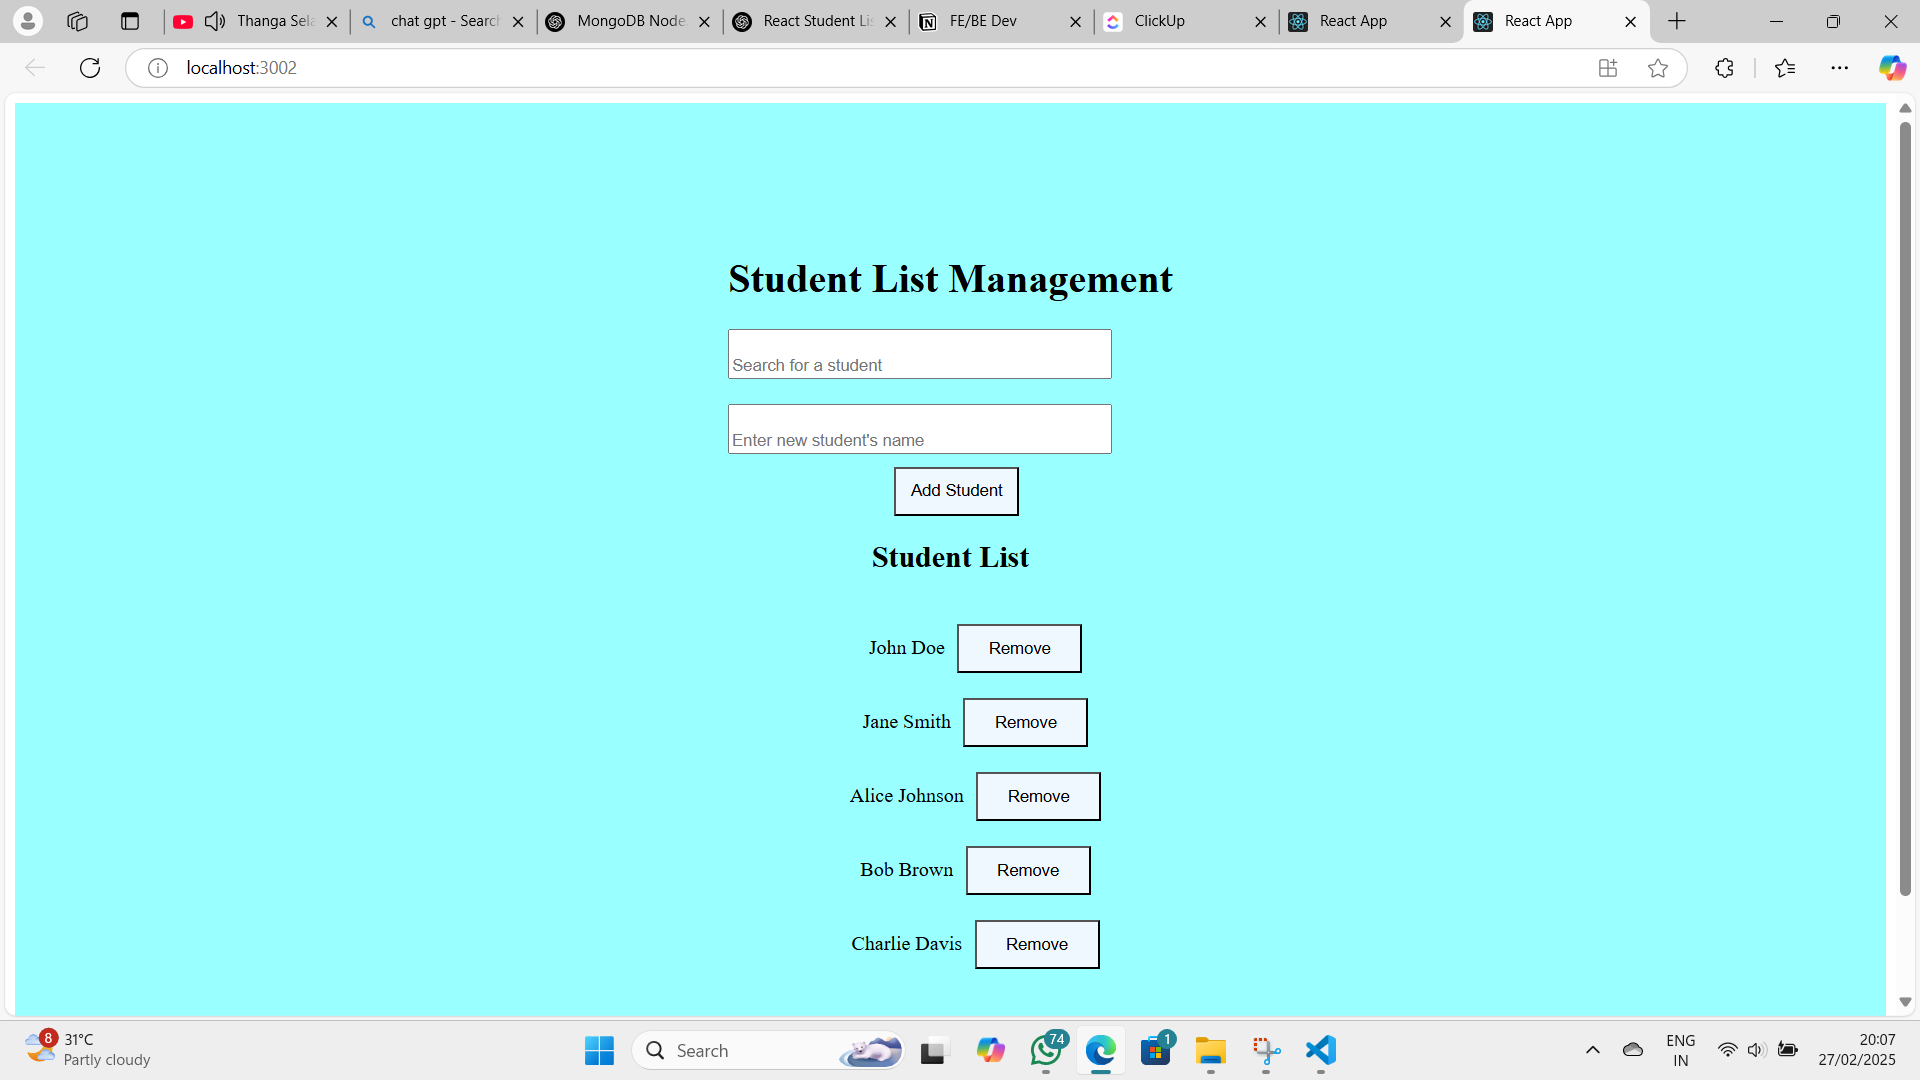 Thanga Sela
chat gpt - Search
MongoDB Node.
React Student Lis
FE/BE Dev
ClickUp
React App
React App
localhost:3002
Student List Management
Search for a student
Enter new student's name
Add Student
Student List
John Doe Remove
Jane Smith Remove
Alice Johnson Remove
Bob Brown Remove
Charlie Davis Remove
8
31°C
Partly cloudy
Search
74
1
ENG
IN
20:07
27/02/2025